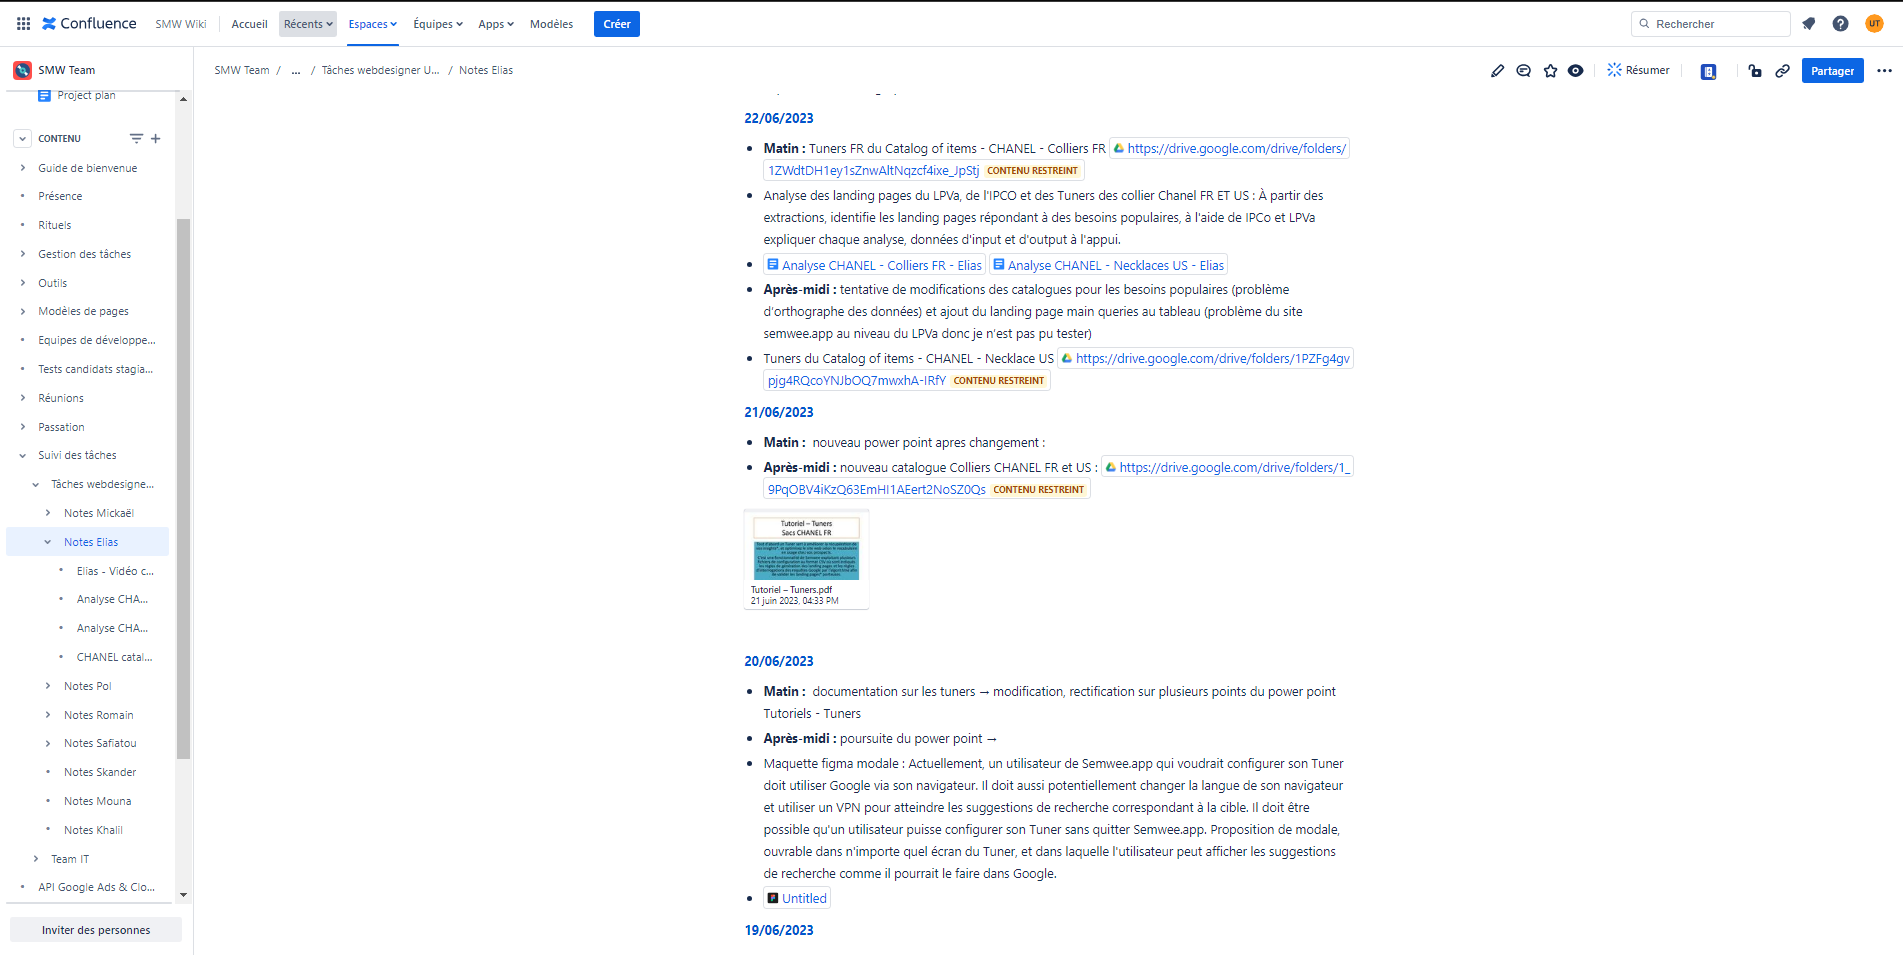 Confluence
SMW Wiki
Accueil
Récents
Espaces
Équipes
Apps
Modèles
Créer
Rechercher
UT
SMW Team
Project plan
CONTENU
Guide de bienvenue
Présence
Rituels
Gestion des tâches
Outils
Modèles de pages
Equipes de développe...
Tests candidats stagia...
Réunions
Passation
Suivi des tâches
Tâches webdesigne...
Notes Mickaël
Notes Elias
Elias - Vidéo c...
Analyse CHA...
Analyse CHA...
CHANEL catal...
Notes Pol
Notes Romain
Notes Safiatou
Notes Skander
Notes Mouna
Notes Khalil
Team IT
API Google Ads & Clo...
Inviter des personnes
SMW Team / ... / Tâches webdesigner U... / Notes Elias
Résumer
Partager
22/06/2023
Matin : Tuners FR du Catalog of items - CHANEL - Colliers FR https://drive.google.com/drive/folders/
1ZWdtDH1ey1sZnwAltNqzcf4ixe_JpStj CONTENU RESTREINT
Analyse des landing pages du LPVa, de l'IPCO et des Tuners des collier Chanel FR ET US : À partir des
extractions, identifie les landing pages répondant à des besoins populaires, à l'aide de IPCo et LPVa
expliquer chaque analyse, données d'input et d'output à l'appui.
Analyse CHANEL - Colliers FR - Elias Analyse CHANEL - Necklaces US - Elias
Après-midi : tentative de modifications des catalogues pour les besoins populaires (problème
d'orthographe des données) et ajout du landing page main queries au tableau (problème du site
semwee.app au niveau du LPVa donc je n'est pas pu tester)
Tuners du Catalog of items - CHANEL - Necklace US https://drive.google.com/drive/folders/1PZFg4gv
pjg4RQcoYNJbOQ7mwxhA-IRfY CONTENU RESTREINT
21/06/2023
Matin : nouveau power point apres changement :
Après-midi : nouveau catalogue Colliers CHANEL FR et US : https://drive.google.com/drive/folders/1_
9PqOBV4iKzQ63EmHI1AEert2NoSZ0Qs CONTENU RESTREINT
Tutoriel – Tuners
Sacs CHANEL FR
Tutoriel – Tuners.pdf
21 juin 2023, 04:33 PM
20/06/2023
Matin : documentation sur les tuners → modification, rectification sur plusieurs points du power point
Tutoriels - Tuners
Après-midi : poursuite du power point →
Maquette figma modale : Actuellement, un utilisateur de Semwee.app qui voudrait configurer son Tuner
doit utiliser Google via son navigateur. Il doit aussi potentiellement changer la langue de son navigateur
et utiliser un VPN pour atteindre les suggestions de recherche correspondant à la cible. Il doit être
possible qu'un utilisateur puisse configurer son Tuner sans quitter Semwee.app. Proposition de modale,
ouvrable dans n'importe quel écran du Tuner, et dans laquelle l'utilisateur peut afficher les suggestions
de recherche comme il pourrait le faire dans Google.
Untitled
19/06/2023